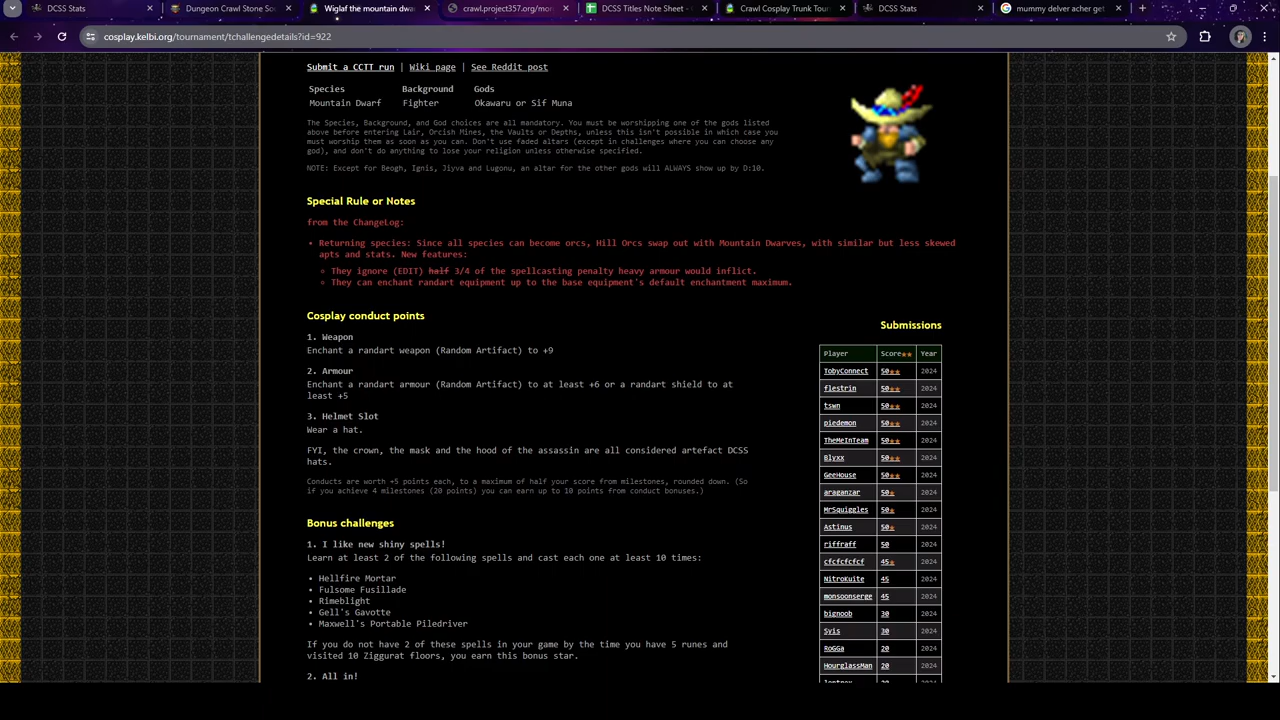 DCSS Stats
Dungeon Crawl Stone Sou
Wiglaf the mountain dwa
crawl.project357.org/mor
DCSS Titles Note Sheet -
Crawl Cosplay Trunk Tour
DCSS Stats
mummy delver acher get
cosplay.kelbi.org/tournament/tchallengedetails?id=922
Submit a CCTT run | Wiki page | See Reddit post
Species Background Gods
Mountain Dwarf Fighter Okawaru or Sif Muna
The Species, Background, and God choices are all mandatory. You must be worshipping one of the gods listed
above before entering Lair, Orcish Mines, the Vaults or Depths, unless this isn't possible in which case you
must worship them as soon as you can. Don't use faded altars (except in challenges where you can choose any
god), and don't do anything to lose your religion unless otherwise specified.
NOTE: Except for Beogh, Ignis, Jiyva and Lugonu, an altar for the other gods will ALWAYS show up by D:10.
Special Rule or Notes
from the ChangeLog:
• Returning species: Since all species can become orcs, Hill Orcs swap out with Mountain Dwarves, with similar but less skewed
apts and stats. New features:
They ignore (EDIT) half 3/4 of the spellcasting penalty heavy armour would inflict.
They can enchant randart equipment up to the base equipment's default enchantment maximum.
Cosplay conduct points
1. Weapon
Enchant a randart weapon (Random Artifact) to +9
2. Armour
Enchant a randart armour (Random Artifact) to at least +6 or a randart shield to at
least +5
3. Helmet Slot
Wear a hat.
FYI, the crown, the mask and the hood of the assassin are all considered artefact DCSS
hats.
Conducts are worth +5 points each, to a maximum of half your score from milestones, rounded down. (So
if you achieve 4 milestones (20 points) you can earn up to 10 points from conduct bonuses.)
Bonus challenges
1. I like new shiny spells!
Learn at least 2 of the following spells and cast each one at least 10 times:
• Hellfire Mortar
• Fulsome Fusillade
• Rimeblight
• Gell's Gavotte
• Maxwell's Portable Piledriver
If you do not have 2 of these spells in your game by the time you have 5 runes and
visited 10 Ziggurat floors, you earn this bonus star.
2. All in!
Submissions
Player Score★★ Year
TobyConnect 50★★ 2024
flestrin 50★★ 2024
tswn 50★★ 2024
piedemon 50★★ 2024
TheMeInTeam 50★★ 2024
Blyxx 50★★ 2024
GeeHouse 50★★ 2024
araganzar 50★ 2024
MrSquiggles 50★ 2024
Astinus 50★ 2024
riffraff 50 2024
cfcfcfcfcf 45★ 2024
NitroKuite 45 2024
monsoonserge 45 2024
bignoob 30 2024
Syis 30 2024
RoGGa 20 2024
HourglassMan 20 2024